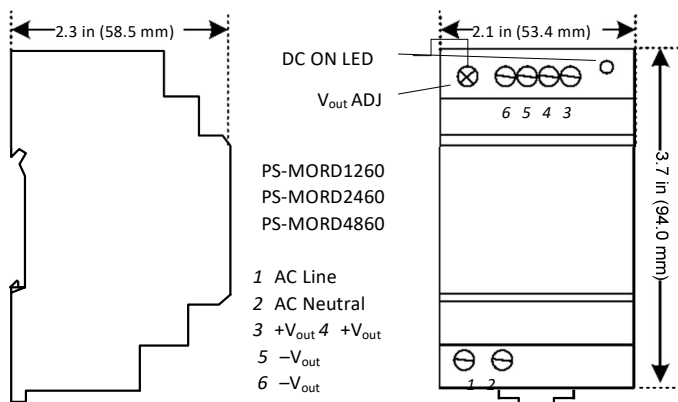 2.3 in (58.5 mm)
2.1 in (53.4 mm)
DC ON LED
Vout ADJ
6 5 4 3
3.7 in (94.0 mm)
PS-MORD1260
PS-MORD2460
PS-MORD4860
1 AC Line
2 AC Neutral
3 +Vout 4 +Vout
5 –Vout
6 –Vout
1 2